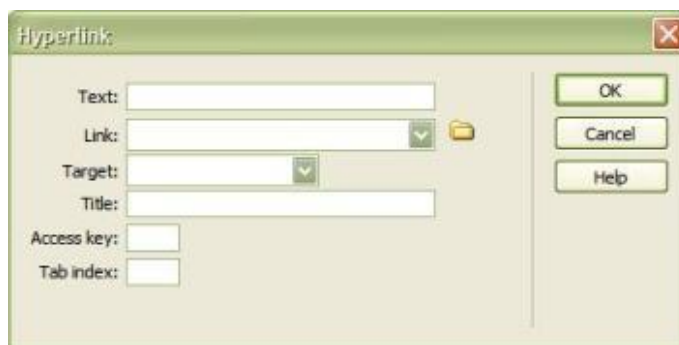 Hyperlink
Text:
OK
Link:
Cancel
Target:
Help
Title:
Access key:
Tab index: